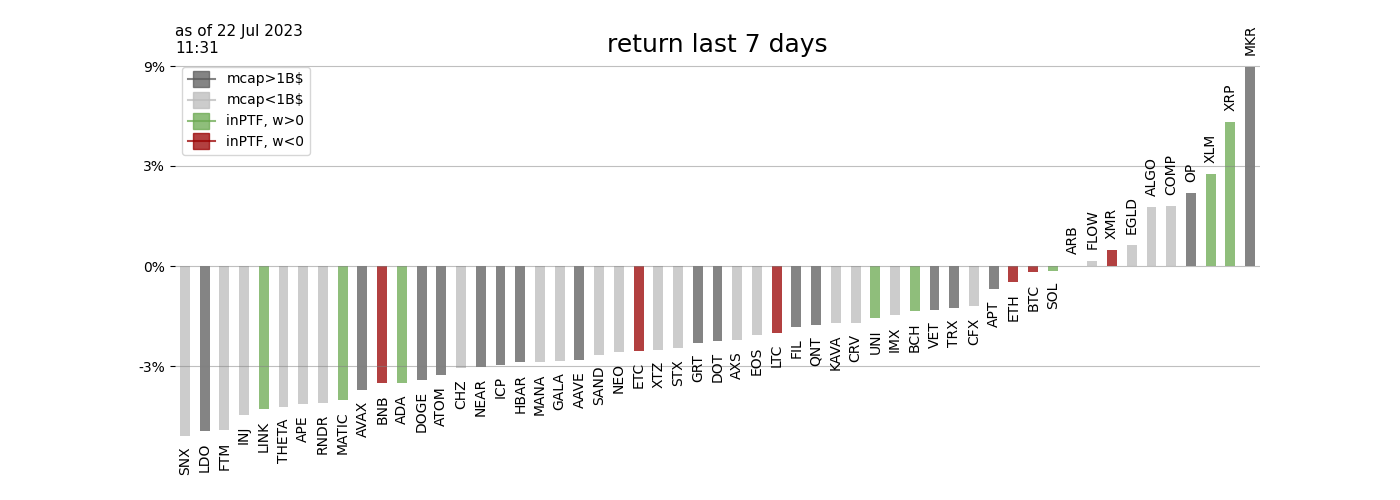 as of 22 Jul 2023
11:31
return last 7 days
mcap>1B$
mcap<1B$
inPTF, w>0
inPTF, w<0
9%
3%
0%
-3%
SNX
LDO
FTM
INJ
LINK
THETA
APE
RNDR
MATIC
AVAX
BNB
ADA
DOGE
ATOM
CHZ
NEAR
ICP
HBAR
MANA
GALA
AAVE
SAND
NEO
ETC
XTZ
STX
GRT
DOT
AXS
EOS
LTC
FIL
QNT
KAVA
CRV
UNI
IMX
BCH
VET
TRX
CFX
APT
ETH
BTC
SOL
ARB
FLOW
XMR
EGLD
ALGO
COMP
OP
XLM
XRP
MKR